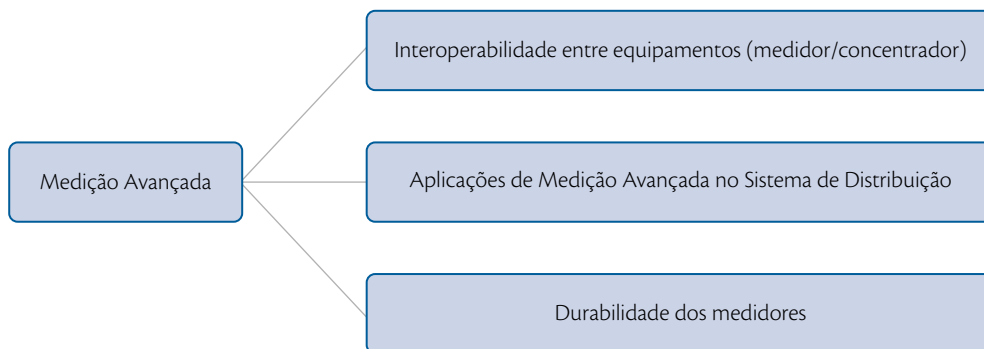 Interoperabilidade entre equipamentos (medidor/concentrador)
Medição Avançada
Aplicações de Medição Avançada no Sistema de Distribuição
Durabilidade dos medidores